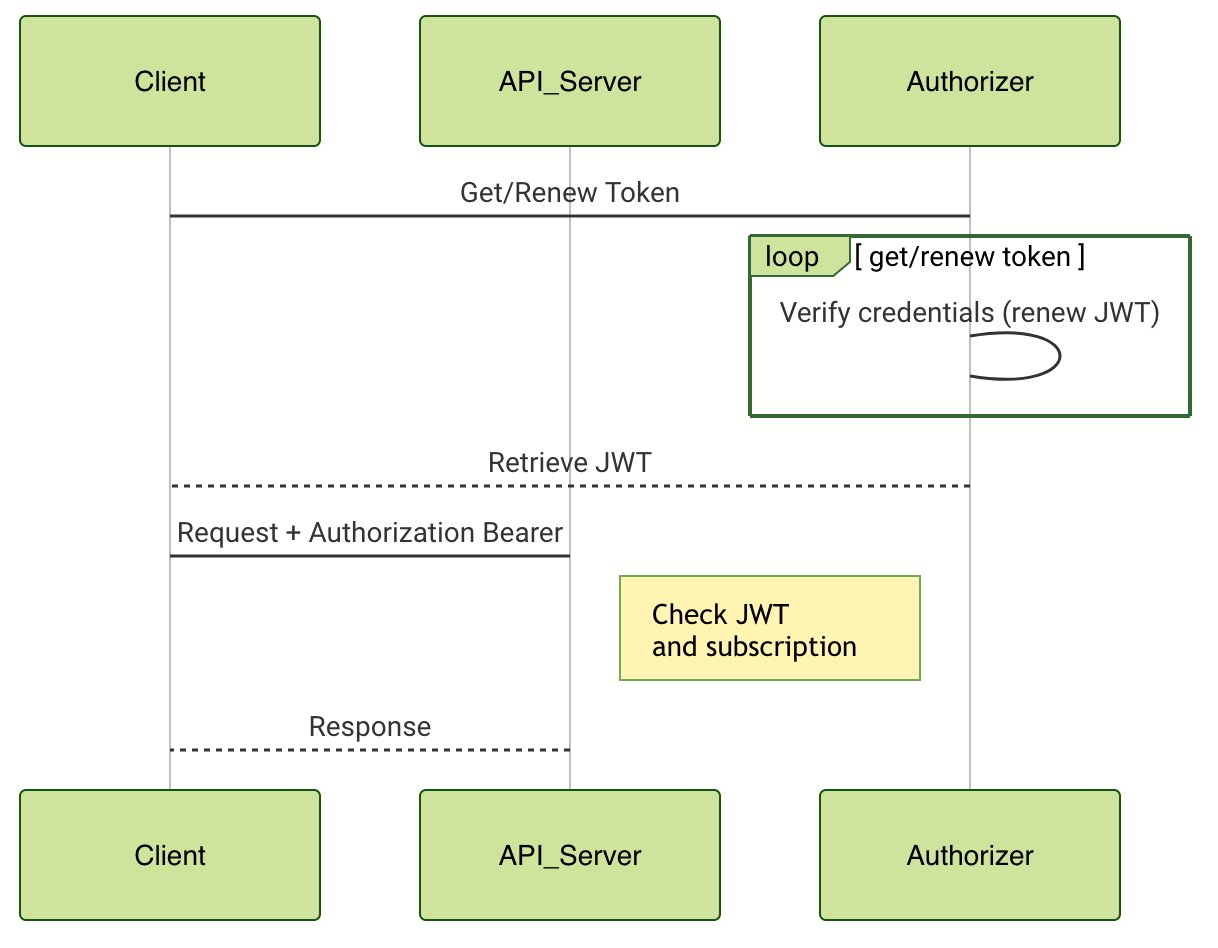 Client
API_Server
Authorizer
Get/Renew Token
loop
[ get/renew token ]
Verify credentials (renew JWT)
Retrieve JWT
Request + Authorization Bearer
Check JWT
and subscription
Response
Client
API_Server
Authorizer